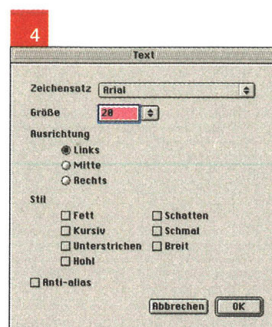 4
Text
Zeichensatz Arial
Größe 20
Ausrichtung
Links
Mitte
Rechts
Stil
Fett Schatten
Kursiv Schmal
Unterstrichen Breit
Hohl
Anti-alias
Abbrechen OK